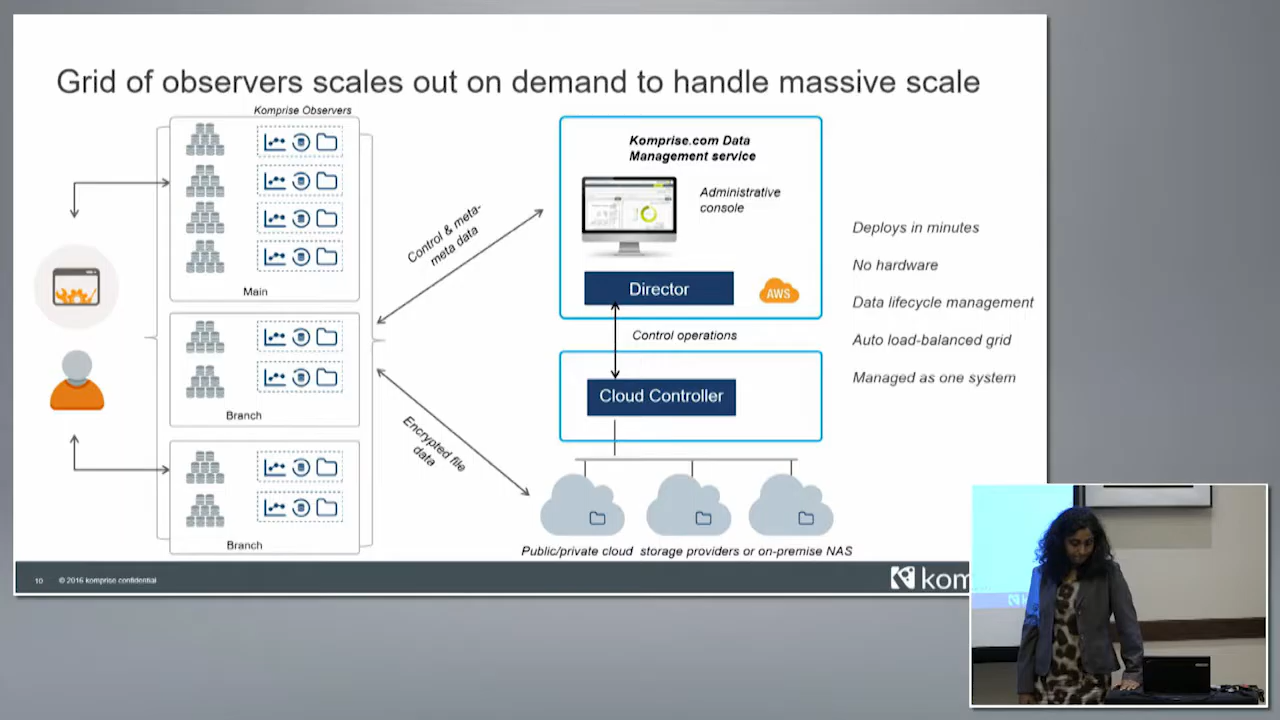 Grid of observers scales out on demand to handle massive scale
Komprise Observers
Main
Branch
Branch
Control & meta-
meta data
Encrypted file
data
Komprise.com Data
Management service
Administrative
console
Director
AWS
Control operations
Cloud Controller
Public/private cloud storage providers or on-premise NAS
Deploys in minutes
No hardware
Data lifecycle management
Auto load-balanced grid
Managed as one system
10 © 2016 komprise confidential
kom